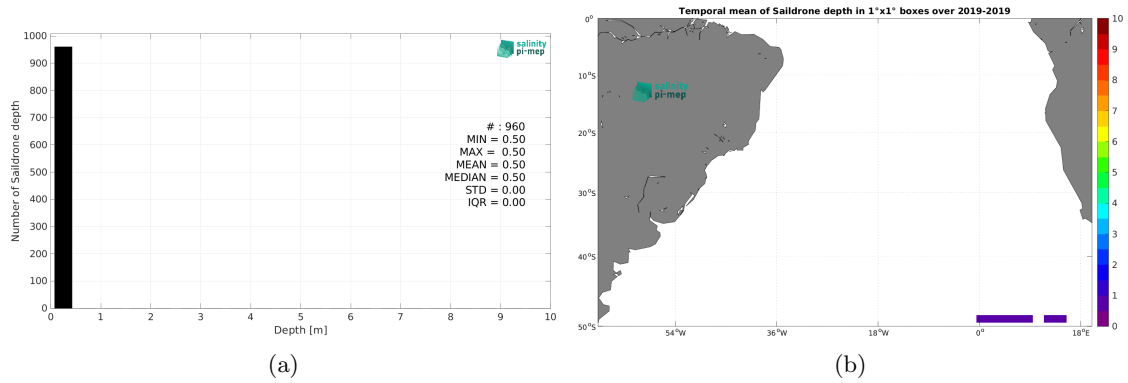 1000
900
800
700
600
500
400
300
200
100
0
Number of Saildrone depth
salinity
pi-mep
# : 960
MIN = 0.50
MAX = 0.50
MEAN = 0.50
MEDIAN = 0.50
STD = 0.00
IQR = 0.00
0 1 2 3 4 5 6 7 8 9 10
Depth [m]
(a)
Temporal mean of Saildrone depth in 1°x1° boxes over 2019-2019
0°
10°S
20°S
30°S
40°S
50°S
salinity
pi-mep
54°W 36°W 18°W 0° 18°E
10
9
8
7
6
5
4
3
2
1
0
(b)